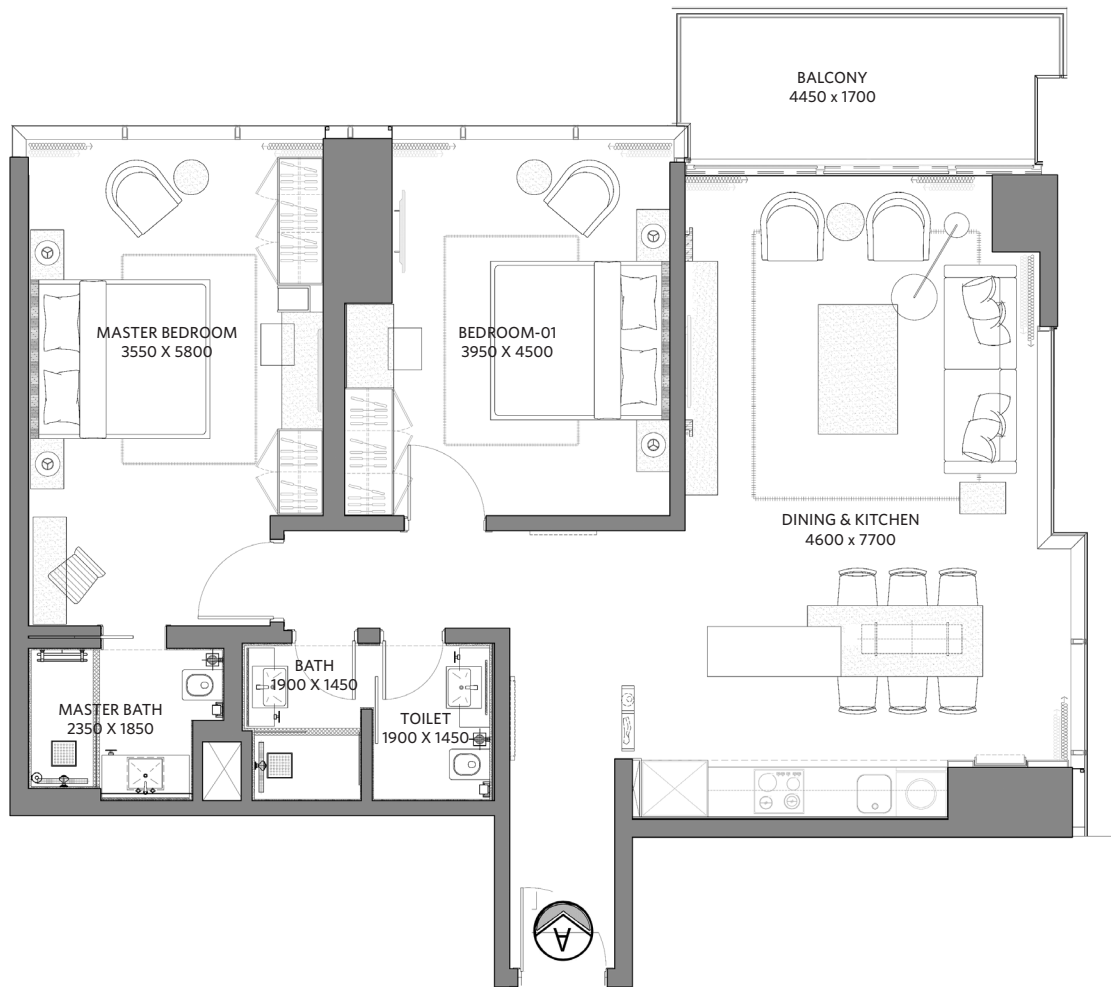 BALCONY
4450 x 1700
MASTER BEDROOM
3550 X 5800
BEDROOM-01
3950 X 4500
DINING & KITCHEN
4600 x 7700
BATH
1900 X 1450
MASTER BATH
2350 X 1850
TOILET
1900 X 1450
A